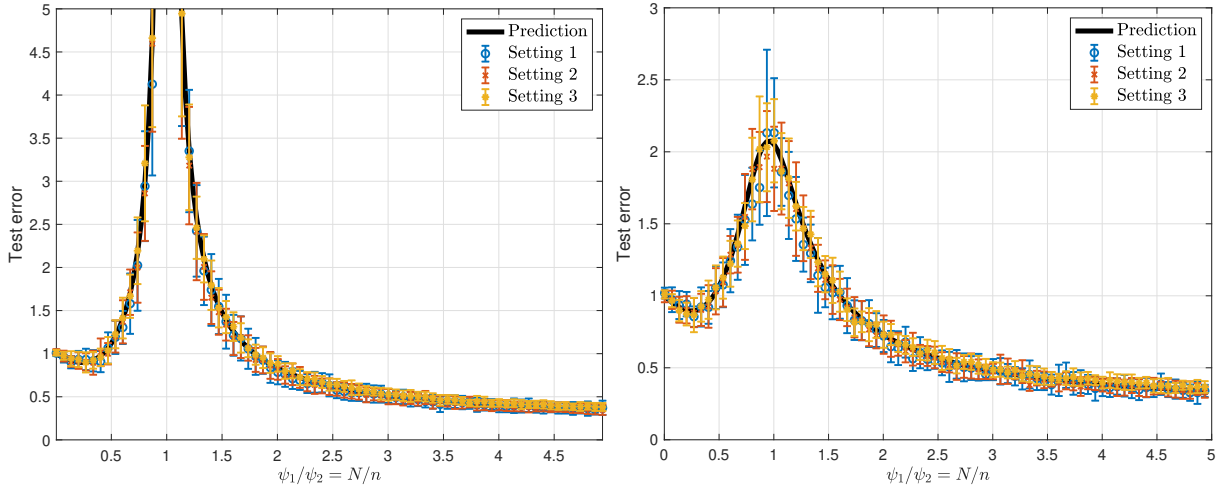 5
4.5
4
3.5
3
2.5
2
1.5
1
0.5
0
Test error
Prediction
Setting 1
Setting 2
Setting 3
0.5 1 1.5 2 2.5 3 3.5 4 4.5
ψ₁/ψ₂ = N/n
3
2.5
2
1.5
1
0.5
0
Test error
Prediction
Setting 1
Setting 2
Setting 3
0 0.5 1 1.5 2 2.5 3 3.5 4 4.5 5
ψ₁/ψ₂ = N/n